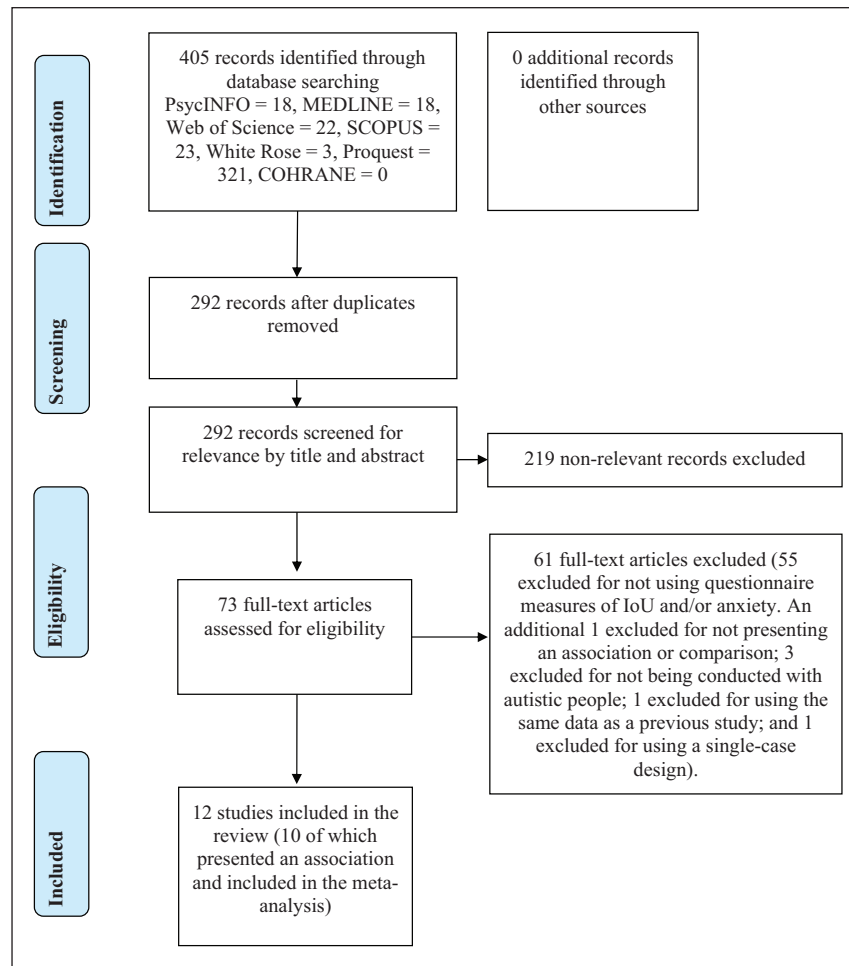 Identification
405 records identified through
database searching
PsycINFO = 18, MEDLINE = 18,
Web of Science = 22, SCOPUS =
23, White Rose = 3, Proquest =
321, COHRANE = 0
0 additional records
identified through
other sources
Screening
292 records after duplicates
removed
292 records screened for
relevance by title and abstract
219 non-relevant records excluded
Eligibility
73 full-text articles
assessed for eligibility
61 full-text articles excluded (55
excluded for not using questionnaire
measures of IoU and/or anxiety. An
additional 1 excluded for not presenting
an association or comparison; 3
excluded for not being conducted with
autistic people; 1 excluded for using the
same data as a previous study; and 1
excluded for using a single-case
design).
Included
12 studies included in the
review (10 of which
presented an association
and included in the meta-
analysis)